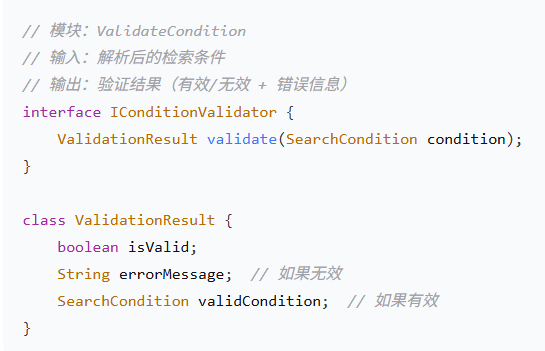 // 模块：ValidateCondition
// 输入：解析后的检索条件
// 输出：验证结果（有效/无效 + 错误信息）
interface IConditionValidator {
    ValidationResult validate(SearchCondition condition);
}

class ValidationResult {
    boolean isValid;
    String errorMessage;  // 如果无效
    SearchCondition validCondition;  // 如果有效
}